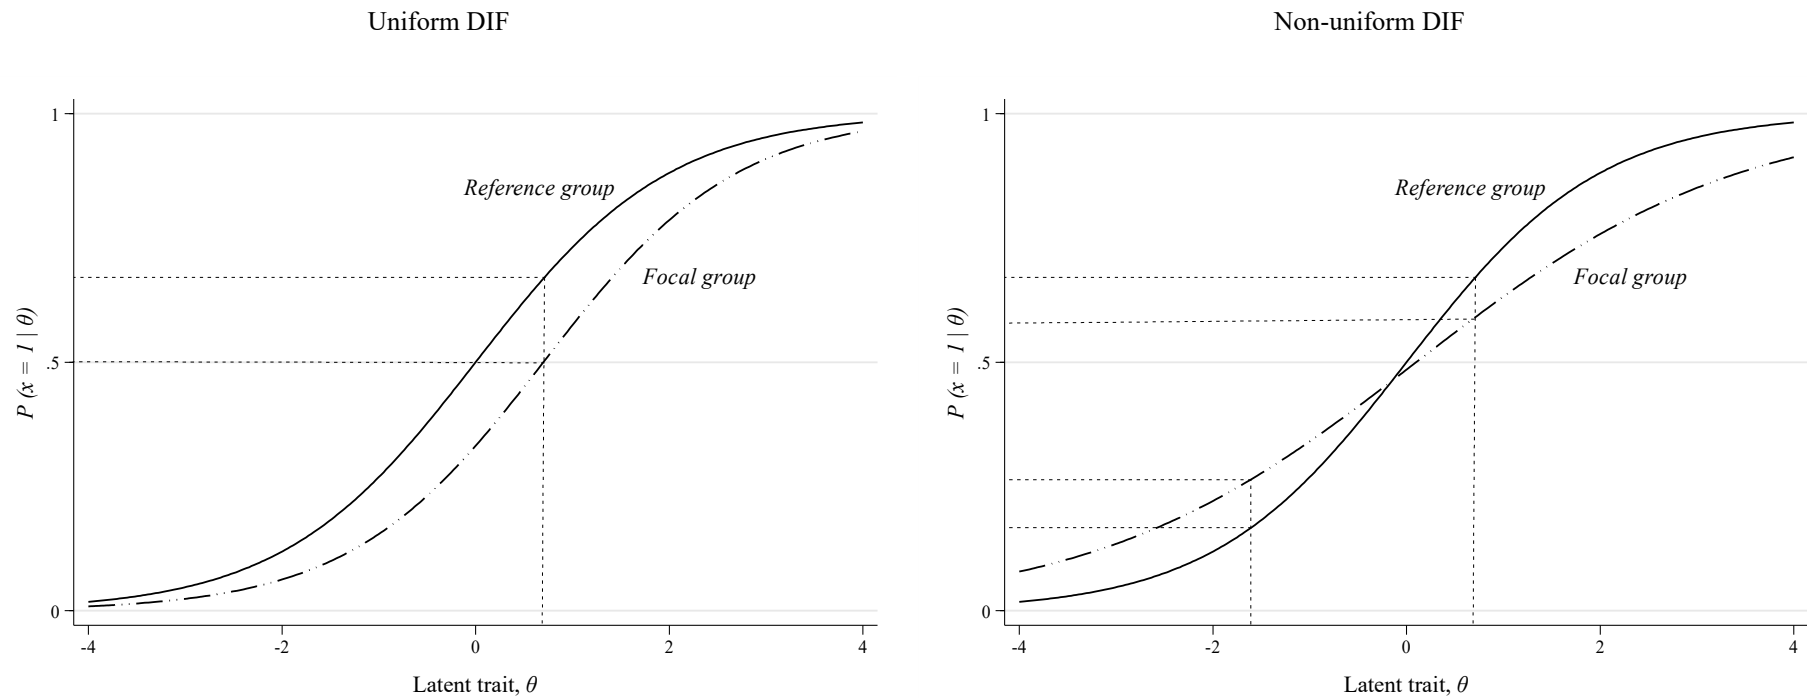 Uniform DIF
1
.5
0
P (x = 1 | θ)
Reference group
Focal group
-4 -2 0 2 4
Latent trait, θ
Non-uniform DIF
1
.5
0
P (x = 1 | θ)
Reference group
Focal group
-4 -2 0 2 4
Latent trait, θ